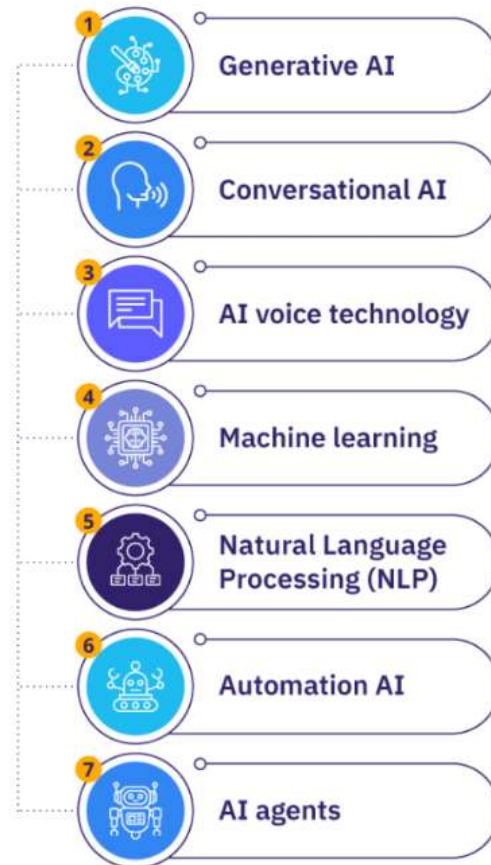 1
Generative AI
2
Conversational AI
3
AI voice technology
4
Machine learning
5
Natural Language
Processing (NLP)
6
Automation AI
7
AI agents